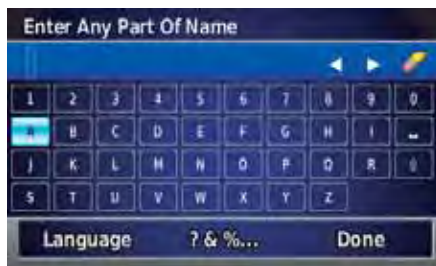 Enter Any Part Of Name
1 2 3 4 5 6 7 8 9 0
A B C D E F G H I
J K L M N O P Q R
S T U V W X Y Z
Language ? & %... Done